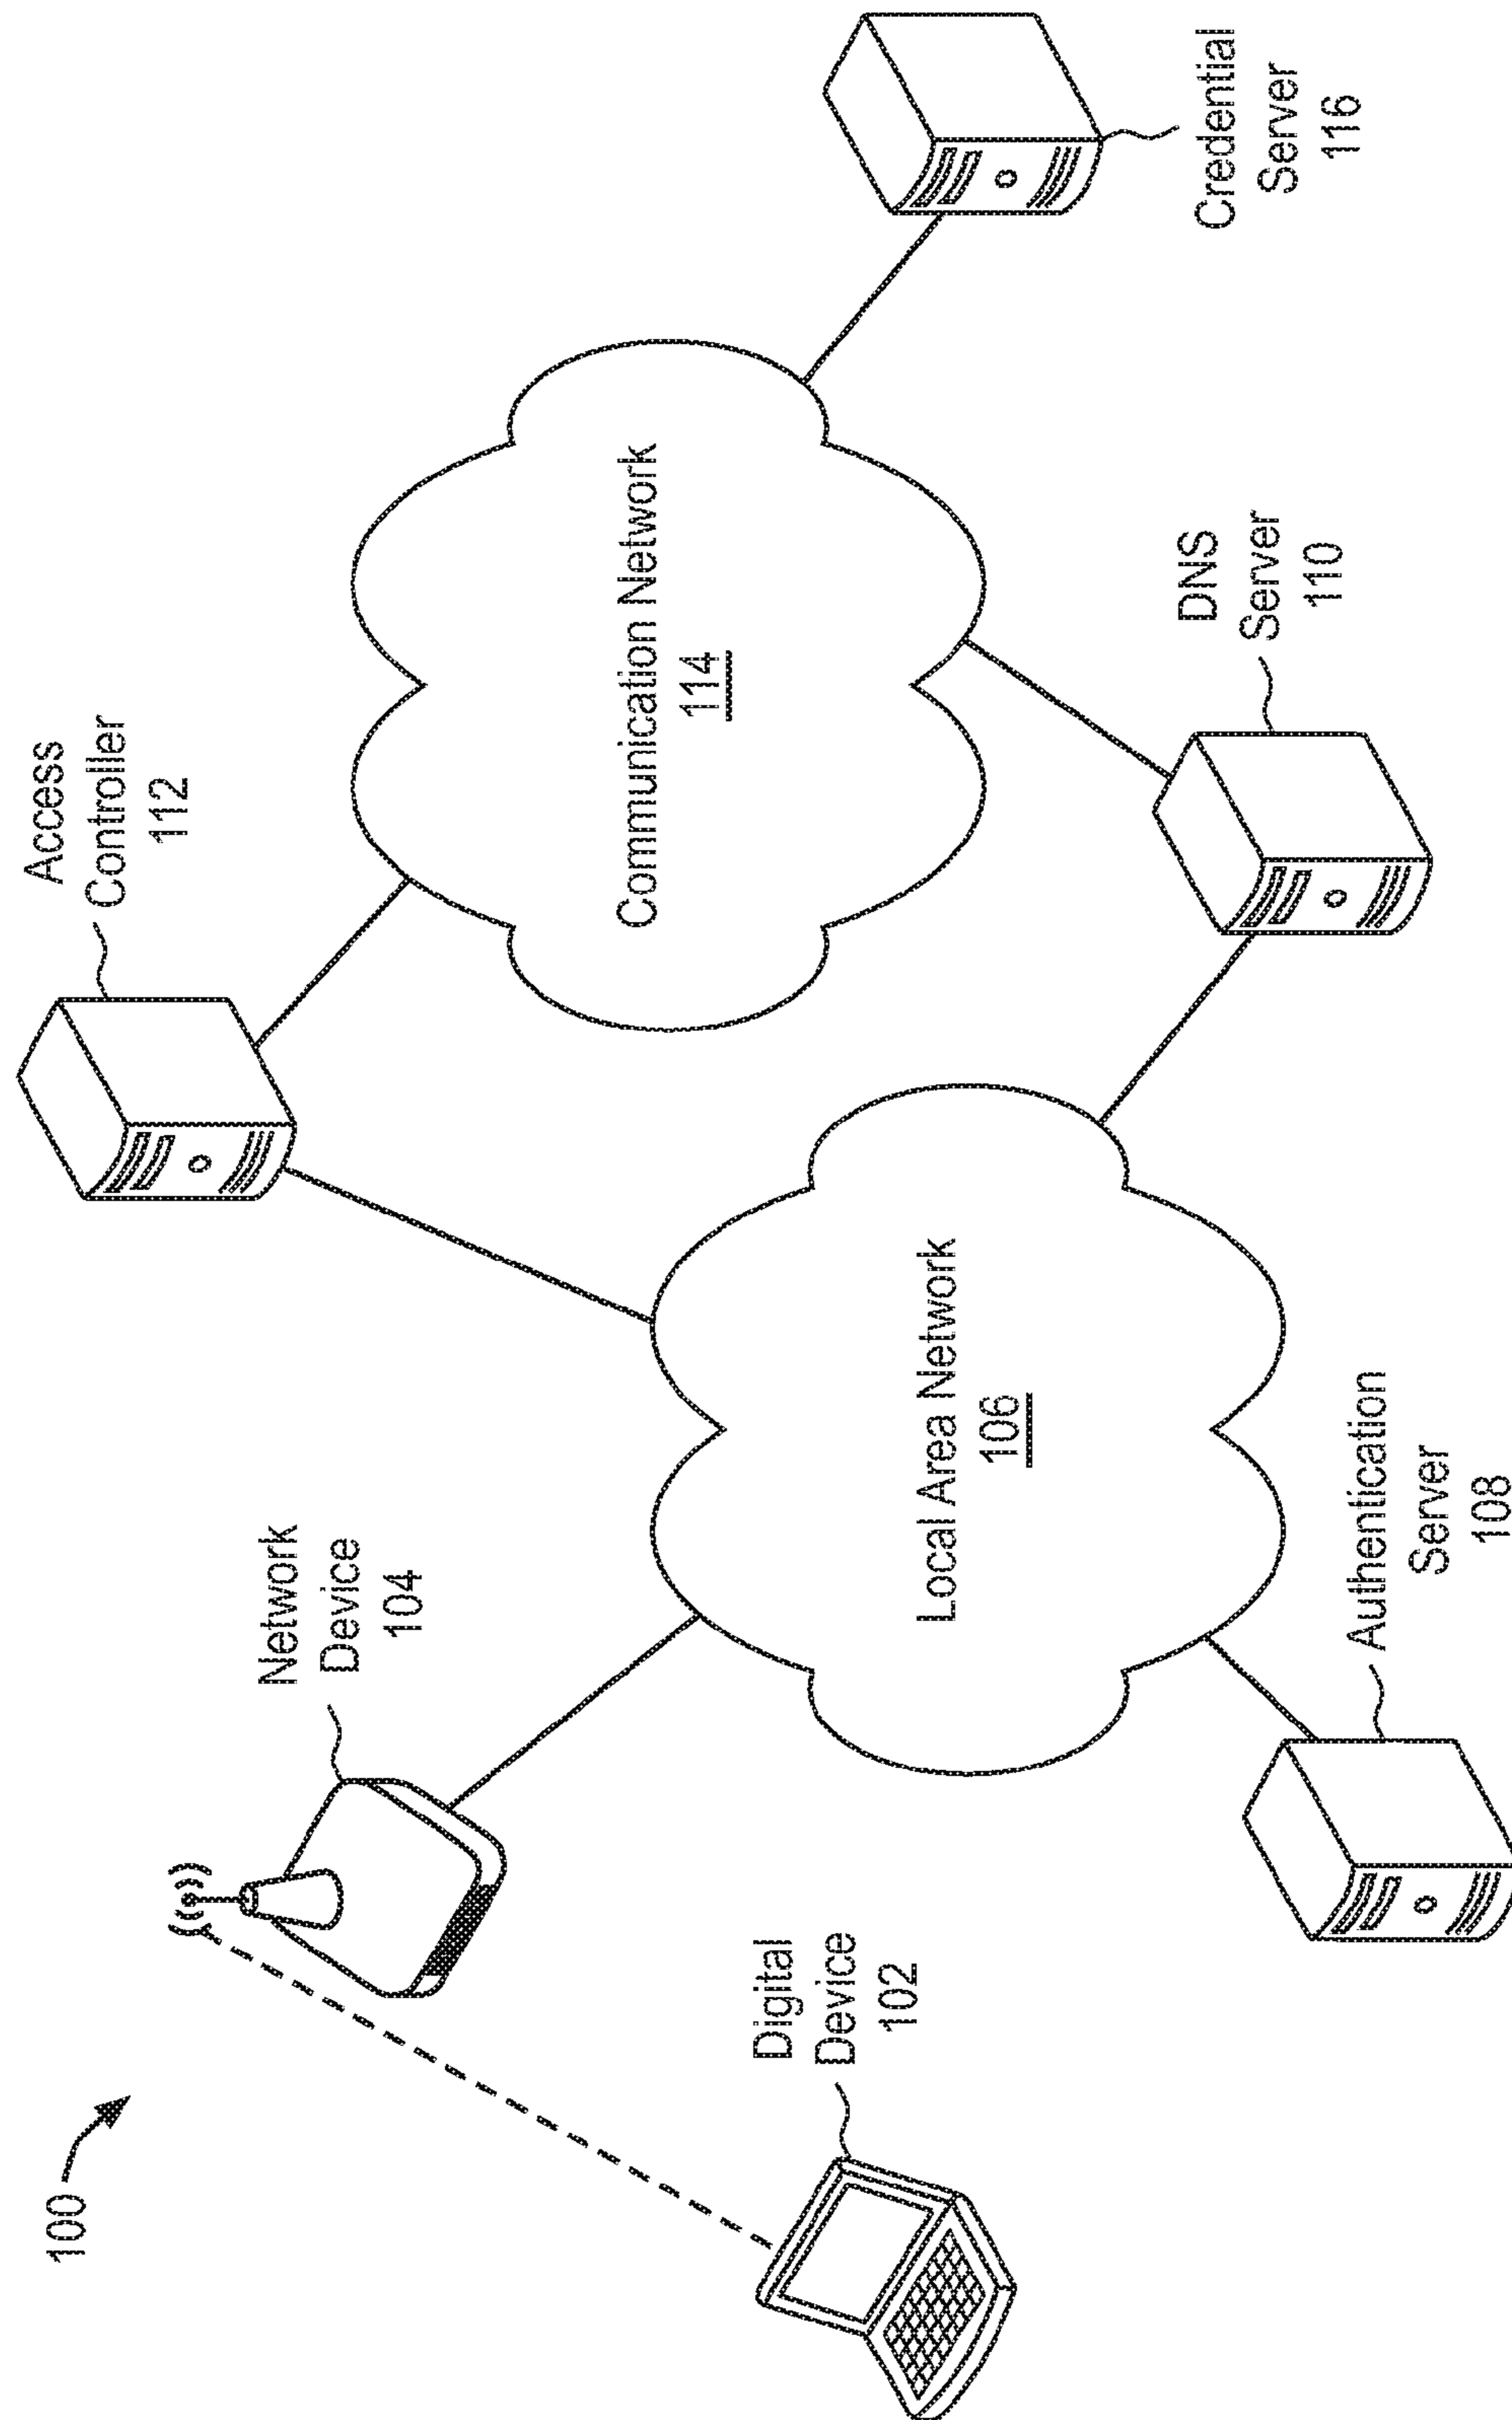 100
Digital
Device
102
Network
Device
104
Access
Controller
112
Local Area Network
106
Communication Network
114
Authentication
Server
108
DNS
Server
110
Credential
Server
116